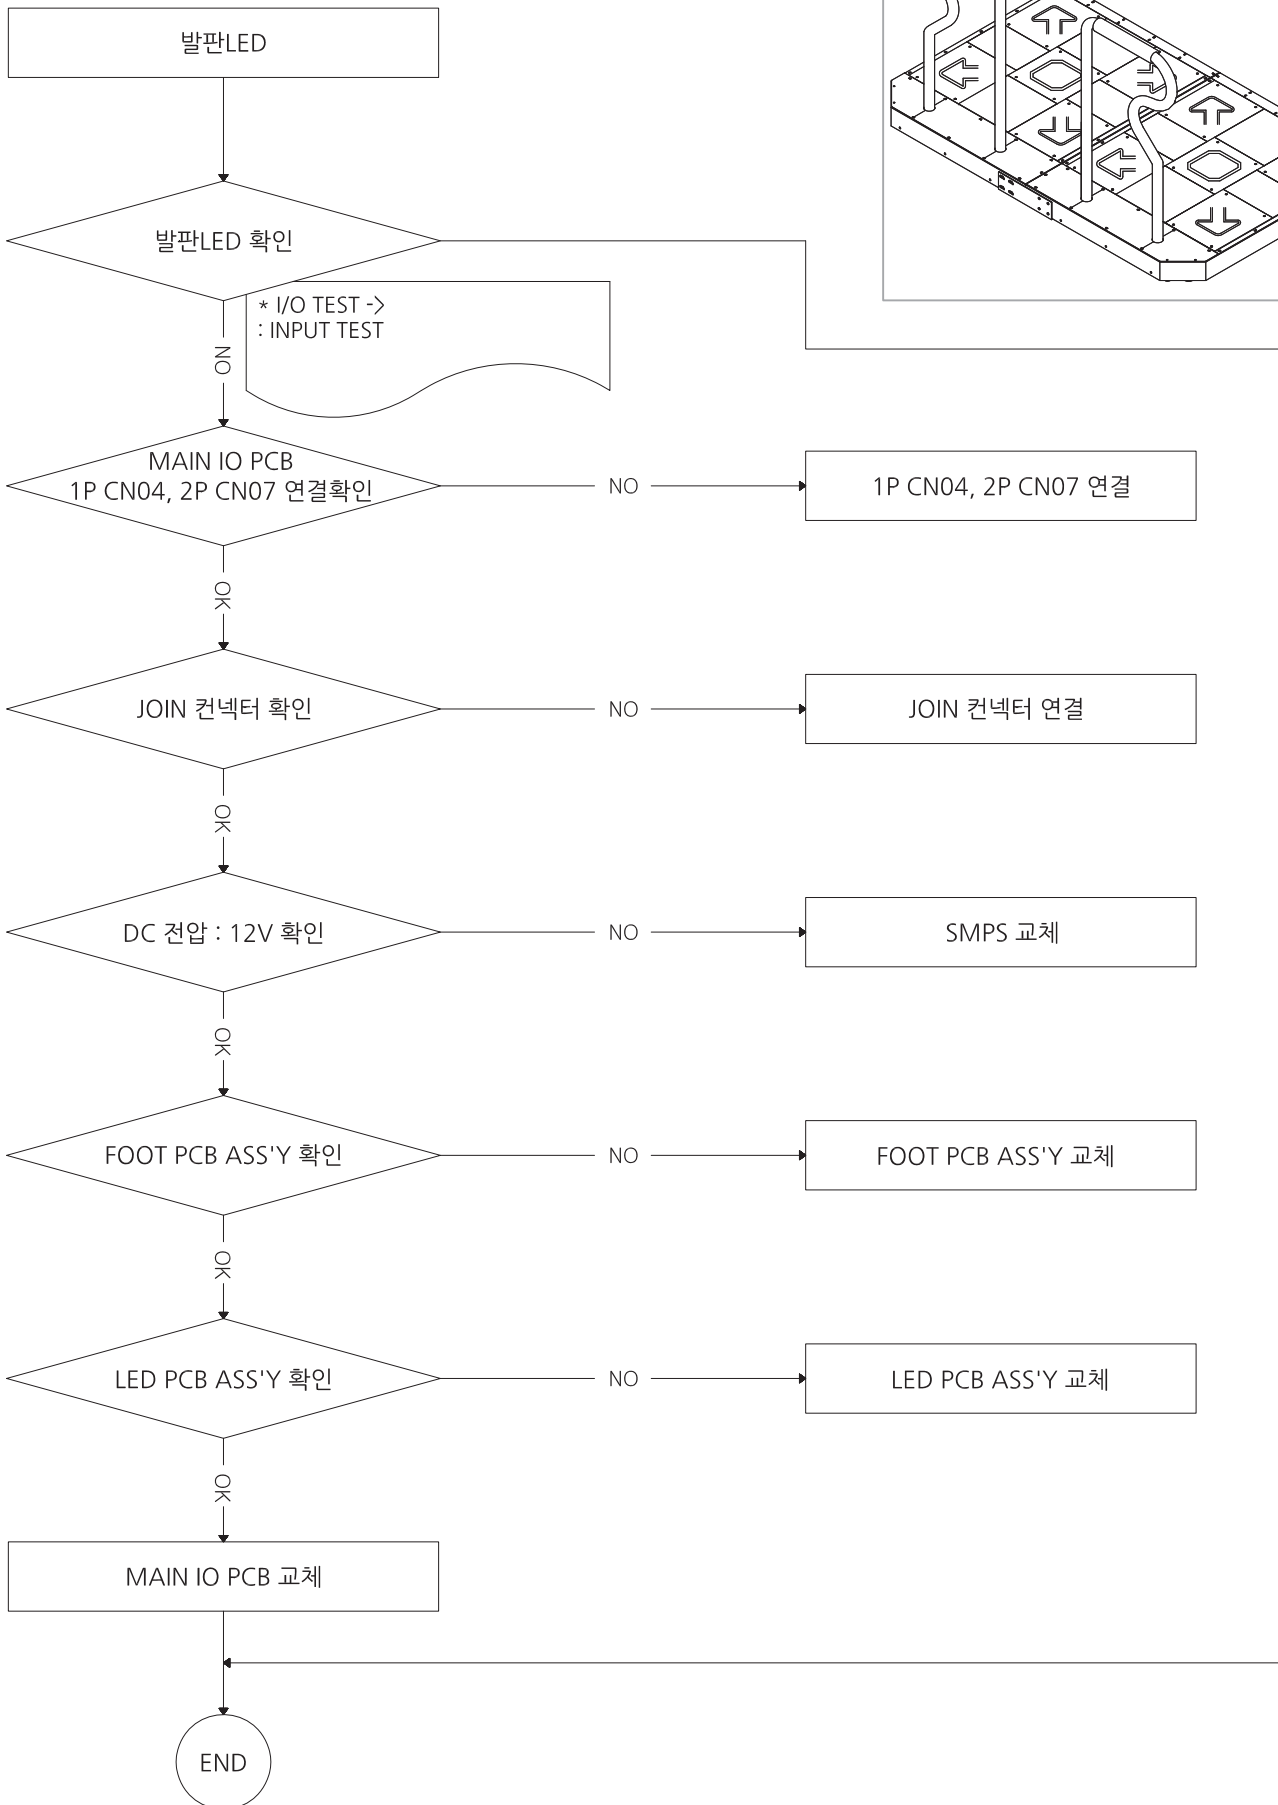 발판LED
발판LED 확인
* I/O TEST ->
: INPUT TEST
NO
MAIN IO PCB
1P CN04, 2P CN07 연결확인
NO
1P CN04, 2P CN07 연결
OK
JOIN 컨넥터 확인
NO
JOIN 컨넥터 연결
OK
DC 전압 : 12V 확인
NO
SMPS 교체
OK
FOOT PCB ASS'Y 확인
NO
FOOT PCB ASS'Y 교체
OK
LED PCB ASS'Y 확인
NO
LED PCB ASS'Y 교체
OK
MAIN IO PCB 교체
END